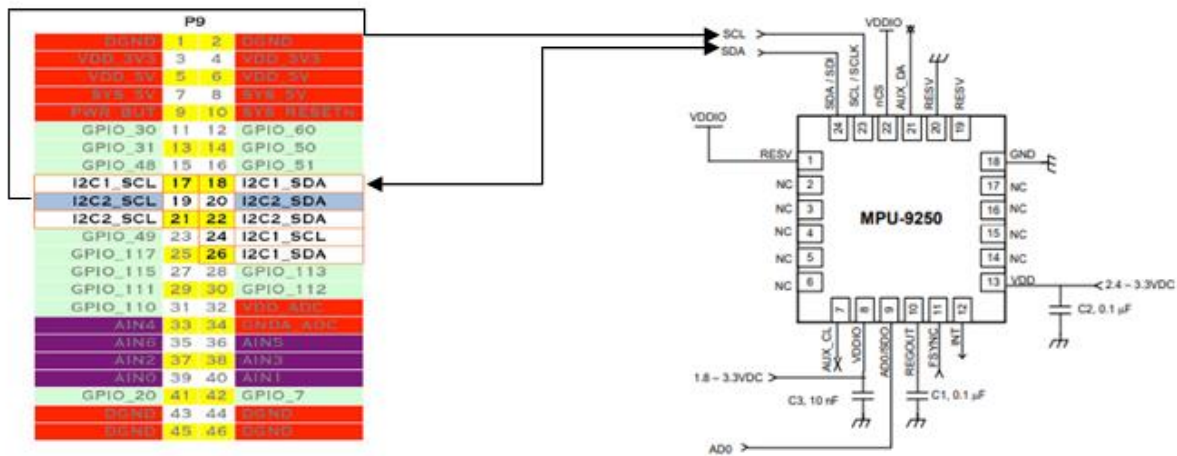 P9
DGND 1 2 DGND
VDD_3V3 3 4 VDD_3V3
VDD_5V 5 6 VDD_5V
SYS_5V 7 8 SYS_5V
PWR_BUT 9 10 SYS_RESETn
GPIO_30 11 12 GPIO_60
GPIO_31 13 14 GPIO_50
GPIO_48 15 16 GPIO_51
I2C1_SCL 17 18 I2C1_SDA
I2C2_SCL 19 20 I2C2_SDA
I2C2_SCL 21 22 I2C2_SDA
GPIO_49 23 24 I2C1_SCL
GPIO_117 25 26 I2C1_SDA
GPIO_115 27 28 GPIO_113
GPIO_111 29 30 GPIO_112
GPIO_110 31 32 VDD_ADC
AIN4 33 34 GNDA_ADC
AIN6 35 36 AIN5
AIN2 37 38 AIN3
AIN0 39 40 AIN1
GPIO_20 41 42 GPIO_7
DGND 43 44 DGND
DGND 45 46 DGND
SCL
SDA
VDDIO
SDA / SDI
SCL / SCLK
nCS
AUX_DA
RESV
RESV
24 23 22 21 20 19
VDDIO
RESV 1
NC 2
NC 3
NC 4
NC 5
NC 6
MPU-9250
18 GND
17 NC
16 NC
15 NC
14 NC
13 VDD
2.4 – 3.3VDC
C2, 0.1 µF
7 8 9 10 11 12
AUX_CL
VDDIO
AD0/SDO
REGOUT
FSYNC
INT
1.8 – 3.3VDC
C3, 10 nF
C1, 0.1 µF
AD0